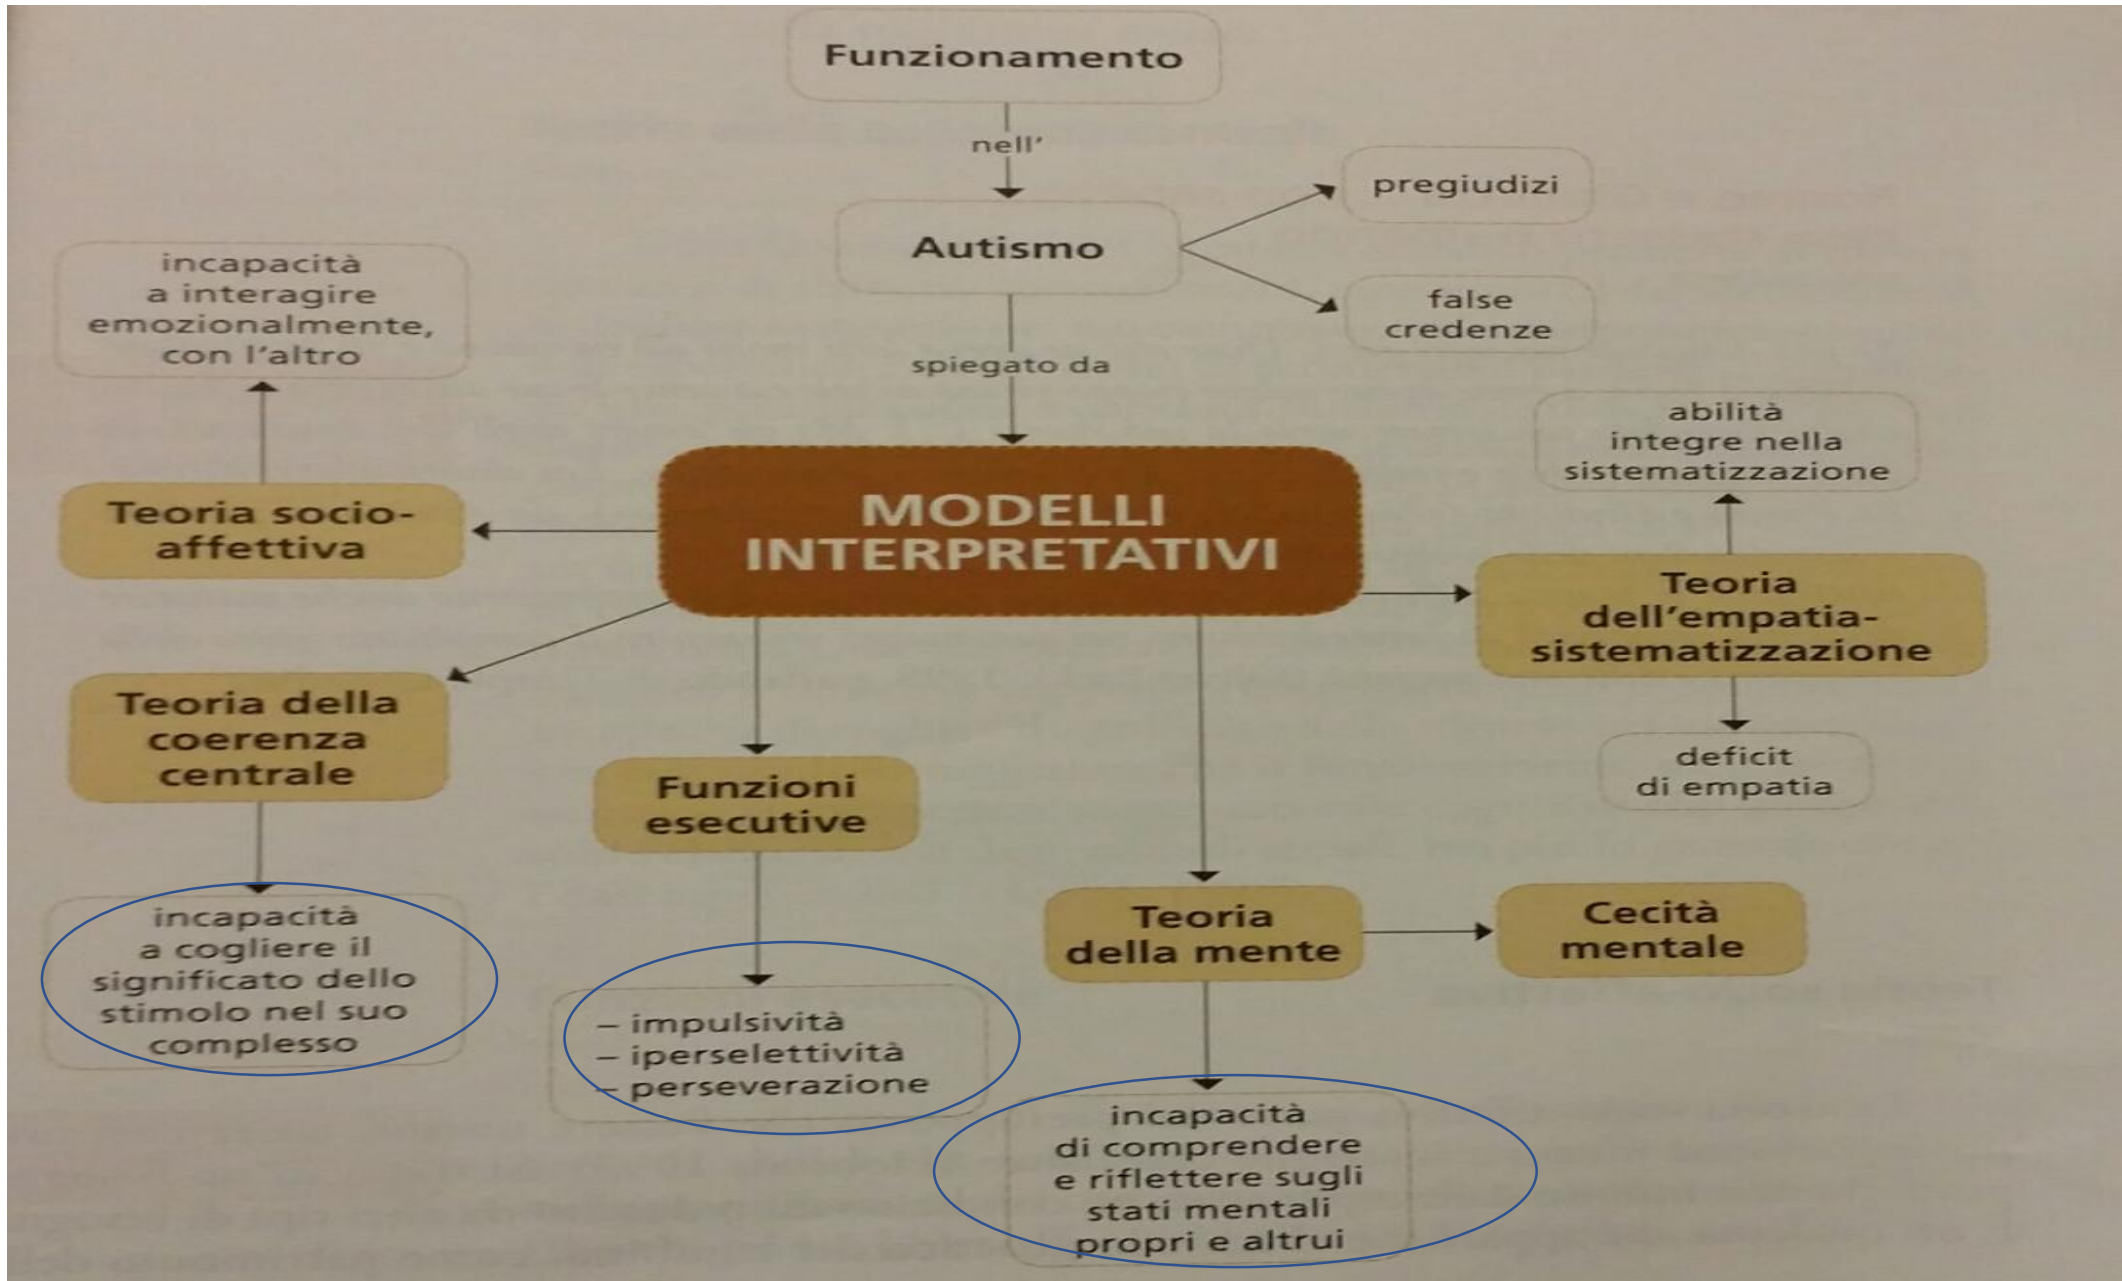 Funzionamento
nell'
Autismo
pregiudizi
false
credenze
spiegato da
MODELLI
INTERPRETATIVI
incapacità
a interagire
emozionalmente,
con l'altro
Teoria socio-
affettiva
Teoria della
coerenza
centrale
incapacità
a cogliere il
significato dello
stimolo nel suo
complesso
Funzioni
esecutive
– impulsività
– iperselettività
– perseverazione
Teoria
della mente
Cecità
mentale
incapacità
di comprendere
e riflettere sugli
stati mentali
propri e altrui
abilità
integre nella
sistematizzazione
Teoria
dell'empatia-
sistematizzazione
deficit
di empatia